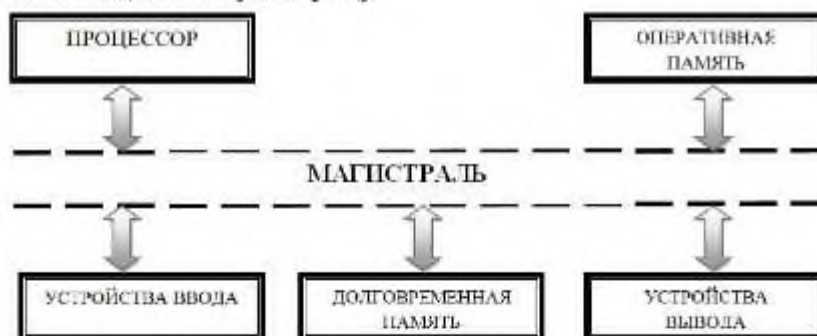 ПРОЦЕССОР
ОПЕРАТИВНАЯ
ПАМЯТЬ
МАГИСТРАЛЬ
УСТРОЙСТВА ВВОДА
ДОЛГОВРЕМЕННАЯ
ПАМЯТЬ
УСТРОЙСТВА
ВЫВОДА